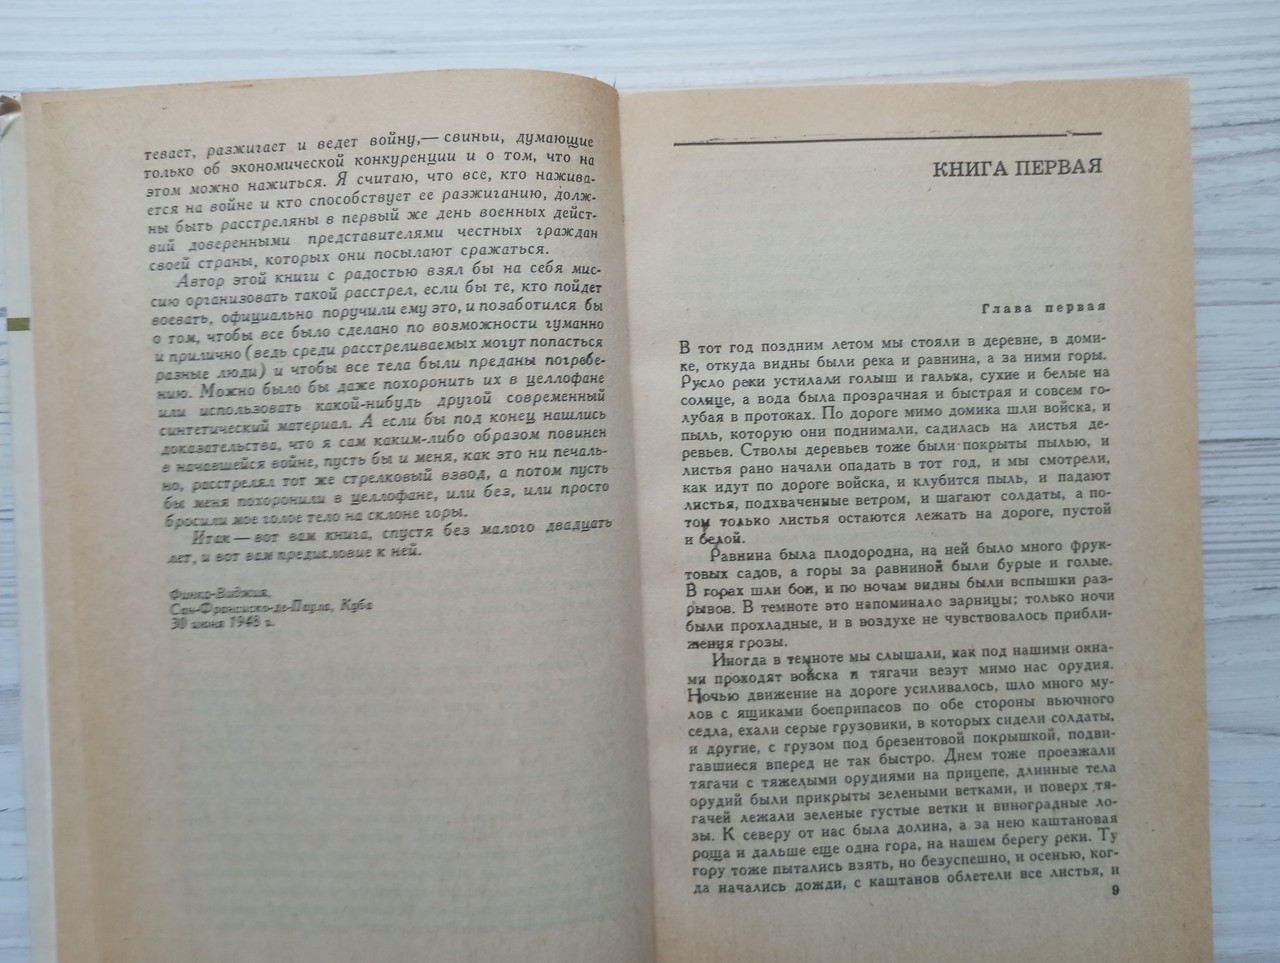 тевает, разжигает и ведет войну,— свиньи, думающие
только об экономической конкуренции и о том, что на
этом можно нажиться. Я считаю, что все, кто нажива-
ется на войне и кто способствует ее разжиганию, долж-
ны быть расстреляны в первый же день военных дейст-
вий доверенными представителями честных граждан
своей страны, которых они посылают сражаться.
Автор этой книги с радостью взял бы на себя мис-
сию организовать такой расстрел, если бы те, кто пойдет
воевать, официально поручили ему это, и позаботился бы
о том, чтобы все было сделано по возможности гуманно
и прилично (ведь среди расстреливаемых могут попасться
разные люди) и чтобы все тела были преданы погребе-
нию. Можно было бы даже похоронить их в целлофане
или использовать какой-нибудь другой современный
синтетический материал. А если бы под конец нашлись
доказательства, что я сам каким-либо образом повинен
в начавшейся войне, пусть бы и меня, как это ни печаль-
но, расстрелял тот же стрелковый взвод, а потом пусть
бы меня похоронили в целлофане, или без, или просто
бросили мое голое тело на склоне горы.
Итак — вот вам книга, спустя без малого двадцать
лет, и вот вам предисловие к ней.
Финка-Виджия,
Сан-Франсиско-де-Паула, Куба
30 июня 1948 г.
КНИГА ПЕРВАЯ
Глава первая
В тот год поздним летом мы стояли в деревне, в доми-
ке, откуда видны были река и равнина, а за ними горы.
Русло реки устилали голыш и галька, сухие и белые на
солнце, а вода была прозрачная и быстрая и совсем го-
лубая в протоках. По дороге мимо домика шли войска, и
пыль, которую они поднимали, садилась на листья де-
ревьев. Стволы деревьев тоже были покрыты пылью, и
листья рано начали опадать в тот год, и мы смотрели,
как идут по дороге войска, и клубится пыль, и падают
листья, подхваченные ветром, и шагают солдаты, а по-
том только листья остаются лежать на дороге, пустой
и белой.
Равнина была плодородна, на ней было много фрук-
товых садов, а горы за равниной были бурые и голые.
В горах шли бои, и по ночам видны были вспышки раз-
рывов. В темноте это напоминало зарницы; только ночи
были прохладные, и в воздухе не чувствовалось прибли-
жения грозы.
Иногда в темноте мы слышали, как под нашими окна-
ми проходят войска и тягачи везут мимо нас орудия.
Ночью движение на дороге усиливалось, шло много му-
лов с ящиками боеприпасов по обе стороны вьючного
седла, ехали серые грузовики, в которых сидели солдаты,
и другие, с грузом под брезентовой покрышкой, подви-
гавшиеся вперед не так быстро. Днем тоже проезжали
тягачи с тяжелыми орудиями на прицепе, длинные тела
орудий были прикрыты зелеными ветками, и поверх тя-
гачей лежали зеленые густые ветки и виноградные ло-
зы. К северу от нас была долина, а за нею каштановая
роща и дальше еще одна гора, на нашем берегу реки. Ту
гору тоже пытались взять, но безуспешно, и осенью, ког-
да начались дожди, с каштанов облетели все листья, и
9